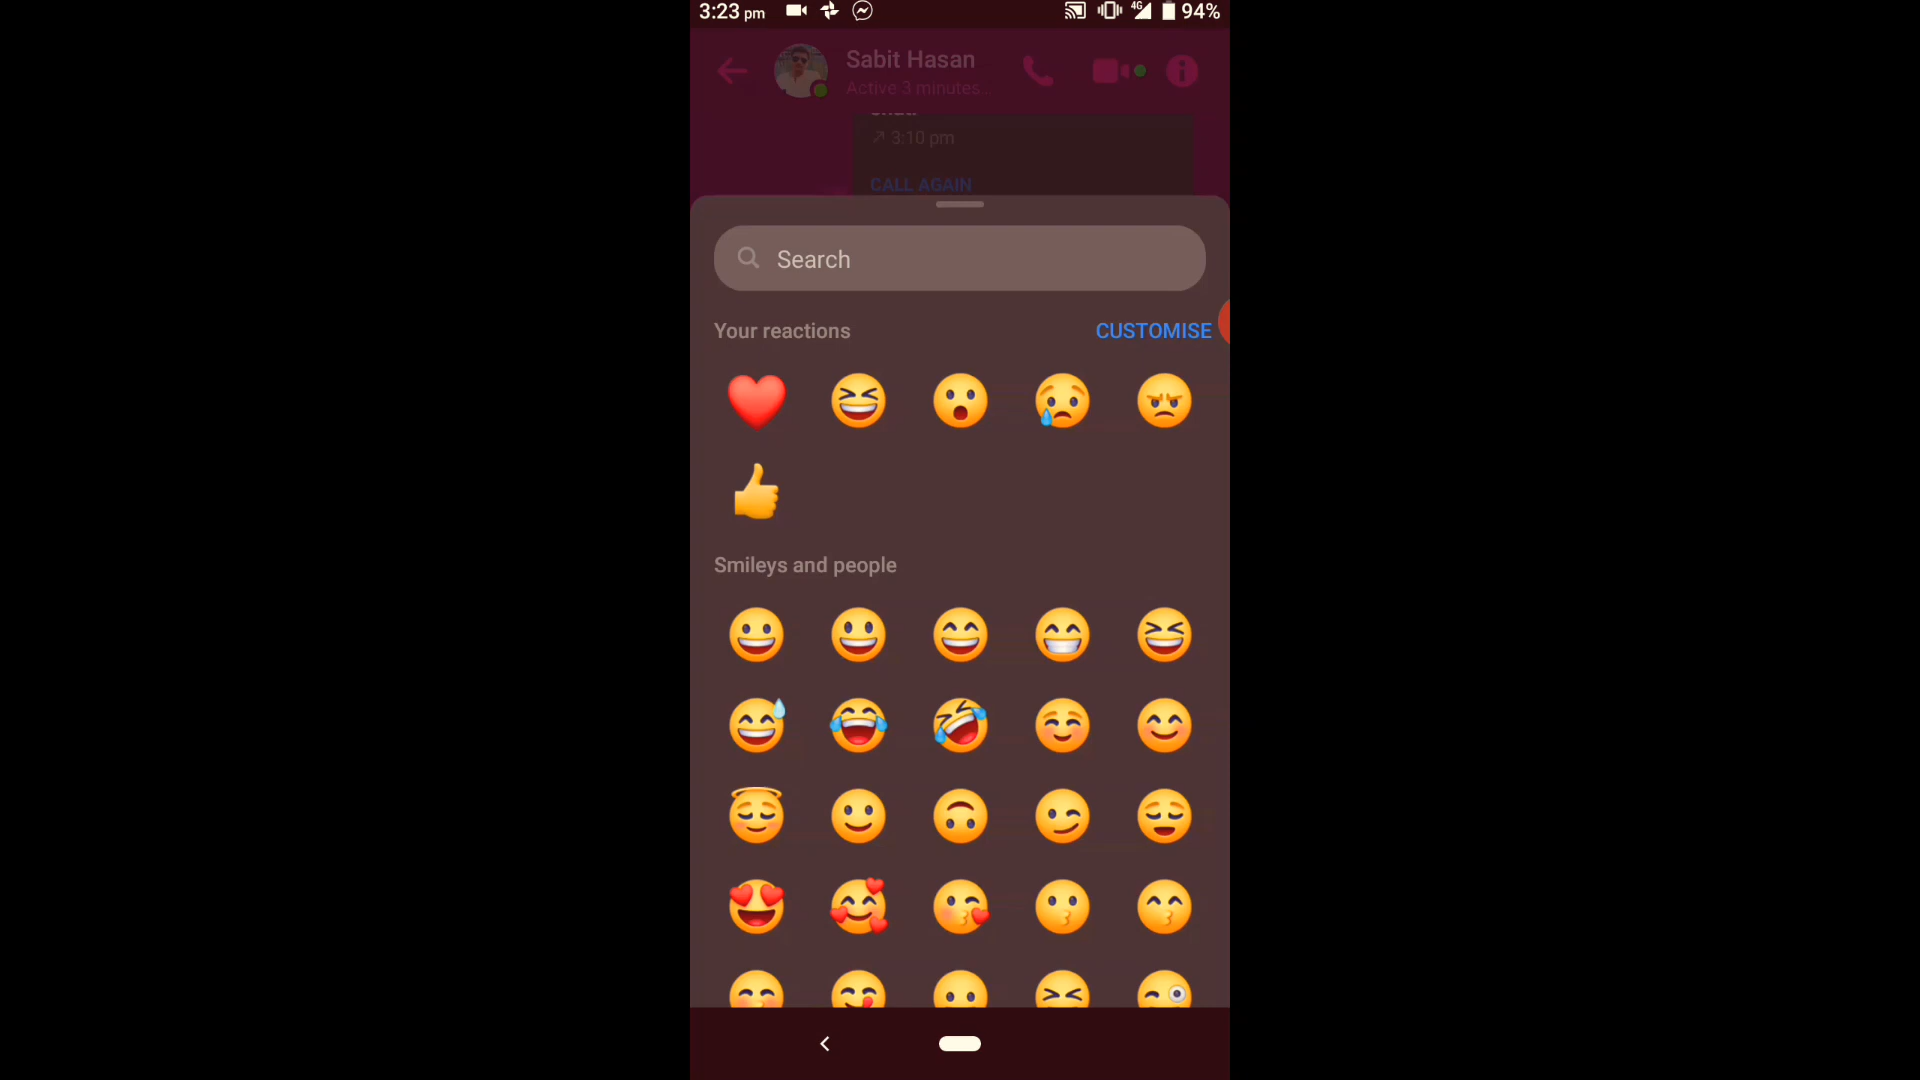 3:23 pm
4G
94%
Sabit Hasan
Active 3 minutes...
3:10 pm
CALL AGAIN
Search
Your reactions
CUSTOMISE
Smileys and people